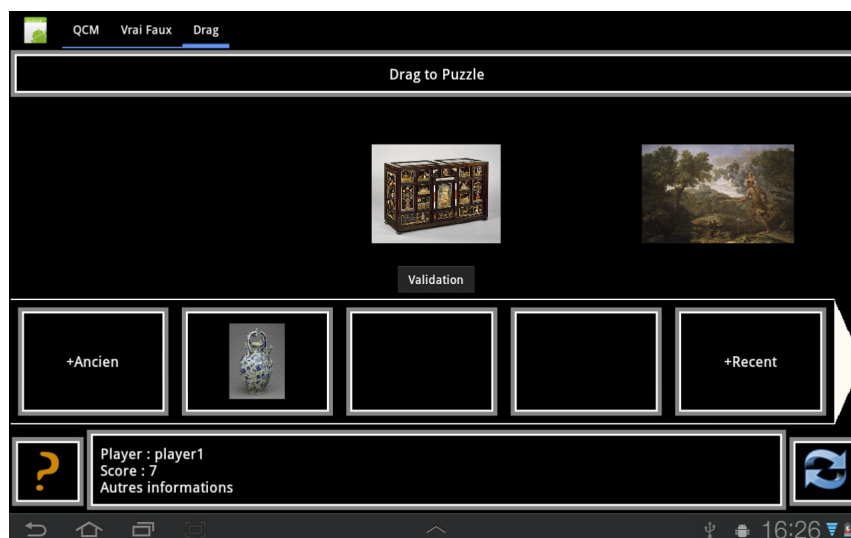 QCM Vrai Faux Drag
Drag to Puzzle
Validation
+Ancien
+Recent
?
Player : player1
Score : 7
Autres informations
16:26